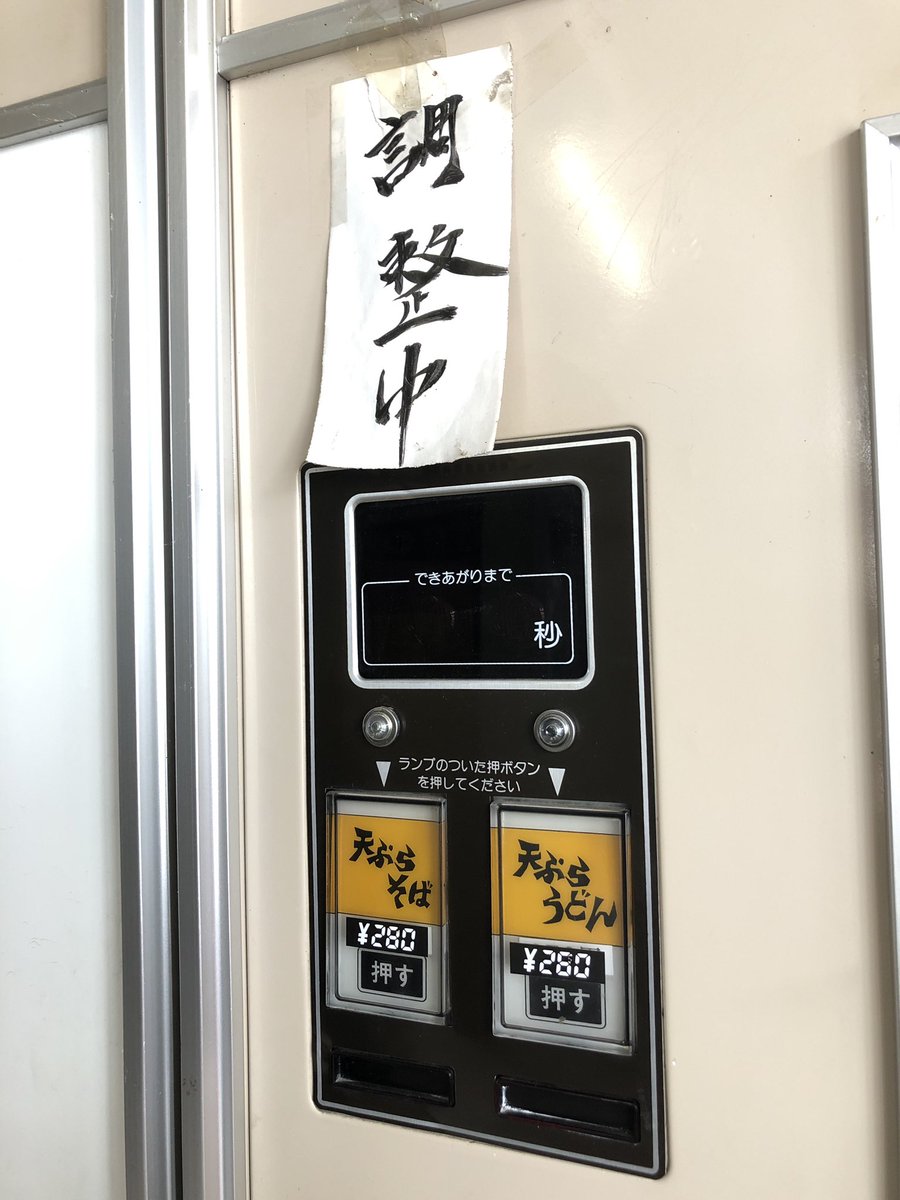 調整中
できあがりまで
秒
ランプのついた押ボタン
を押してください
天ぷら
そば
¥280
押す
天ぷら
うどん
¥280
押す